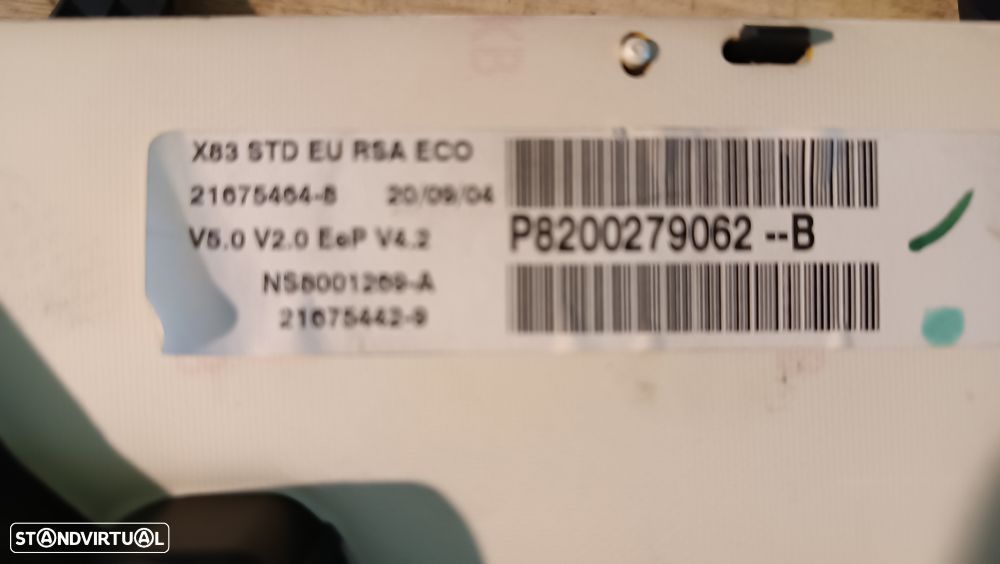 X83 STD EU RSA ECO
21675464-8 20/09/04
V5.0 V2.0 EeP V4.2
NS8001269-A
21675442-9
P8200279062 --B
STANDVIRTUAL